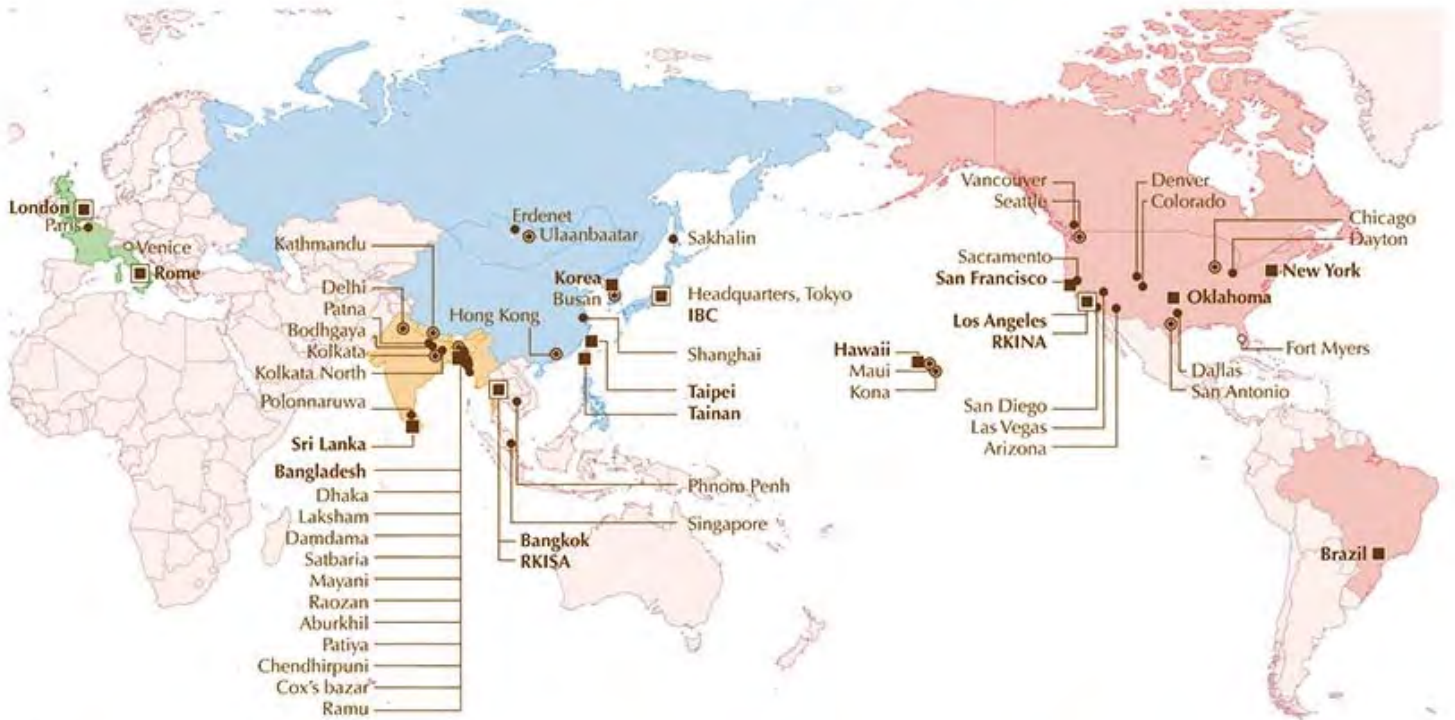 London
Paris
Venice
Rome
Kathmandu
Delhi
Patna
Bodhgaya
Kolkata
Kolkata North
Polonnaruwa
Sri Lanka
Bangladesh
Dhaka
Laksham
Damdama
Satbaria
Mayani
Raozan
Aburkhil
Patiya
Chendhirpuni
Cox's bazar
Ramu
Erdenet
Ulaanbaatar
Sakhalin
Korea
Busan
Headquarters, Tokyo
IBC
Hong Kong
Shanghai
Taipei
Tainan
Phnom Penh
Singapore
Bangkok
RKISA
Hawaii
Maui
Kona
Vancouver
Seattle
Sacramento
San Francisco
Los Angeles
RKINA
San Diego
Las Vegas
Arizona
Denver
Colorado
Chicago
Dayton
New York
Oklahoma
Fort Myers
Dallas
San Antonio
Brazil